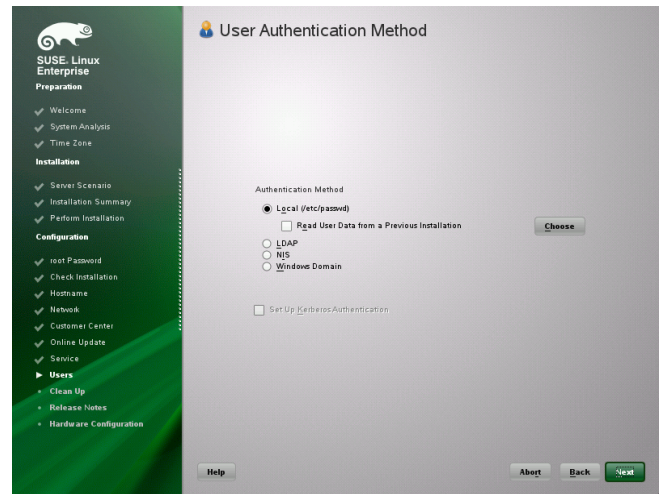 SUSE. Linux
Enterprise
Preparation
Welcome
System Analysis
Time Zone
Installation
Server Scenario
Installation Summary
Perform Installation
Configuration
root Password
Check Installation
Hostname
Network
Customer Center
Online Update
Service
Users
Clean Up
Release Notes
Hardware Configuration
User Authentication Method
Authentication Method
Local (/etc/passwd)
Read User Data from a Previous Installation
Choose
LDAP
NIS
Windows Domain
Set Up Kerberos Authentication
Help
Abort
Back
Next